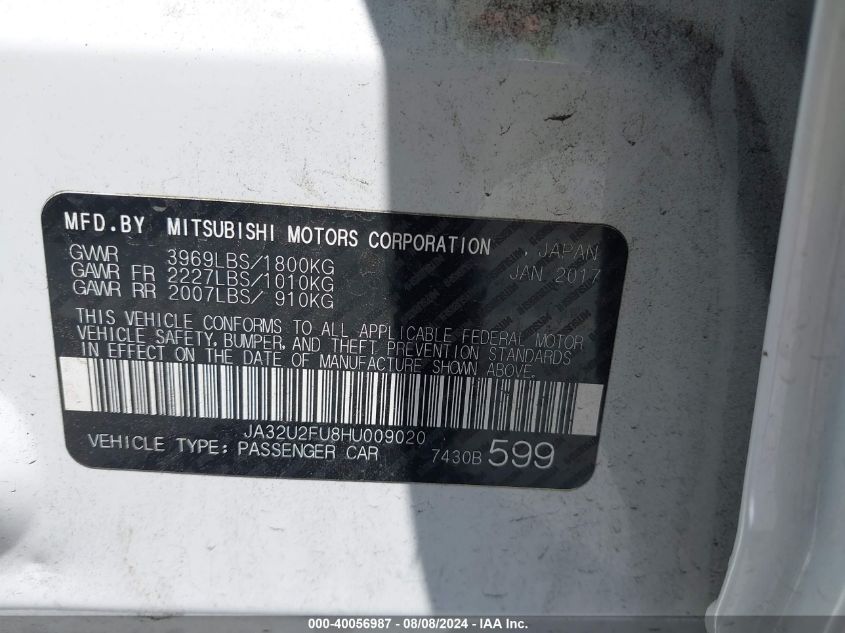 MFD.BY MITSUBISHI MOTORS CORPORATION , JAPAN
GVWR 3969LBS/1800KG JAN 2017
GAWR FR 2227LBS/1010KG
GAWR RR 2007LBS/ 910KG
THIS VEHICLE CONFORMS TO ALL APPLICABLE FEDERAL MOTOR
VEHICLE SAFETY, BUMPER, AND THEFT PREVENTION STANDARDS
IN EFFECT ON THE DATE OF MANUFACTURE SHOWN ABOVE.
JA32U2FU8HU009020
VEHICLE TYPE: PASSENGER CAR 7430B 599
000-40056987 - 08/08/2024 - IAA Inc.